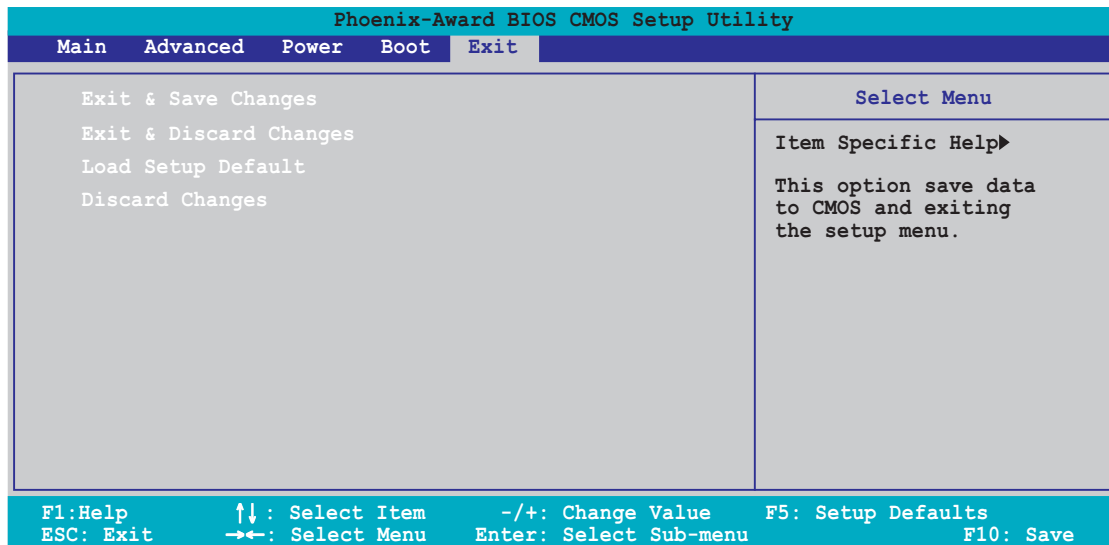 Phoenix-Award BIOS CMOS Setup Utility
Main Advanced Power Boot Exit
Exit & Save Changes
Exit & Discard Changes
Load Setup Default
Discard Changes
Select Menu
Item Specific Help▶
This option save data
to CMOS and exiting
the setup menu.
F1:Help ↑↓: Select Item -/+: Change Value F5: Setup Defaults
ESC: Exit →←: Select Menu Enter: Select Sub-menu F10: Save